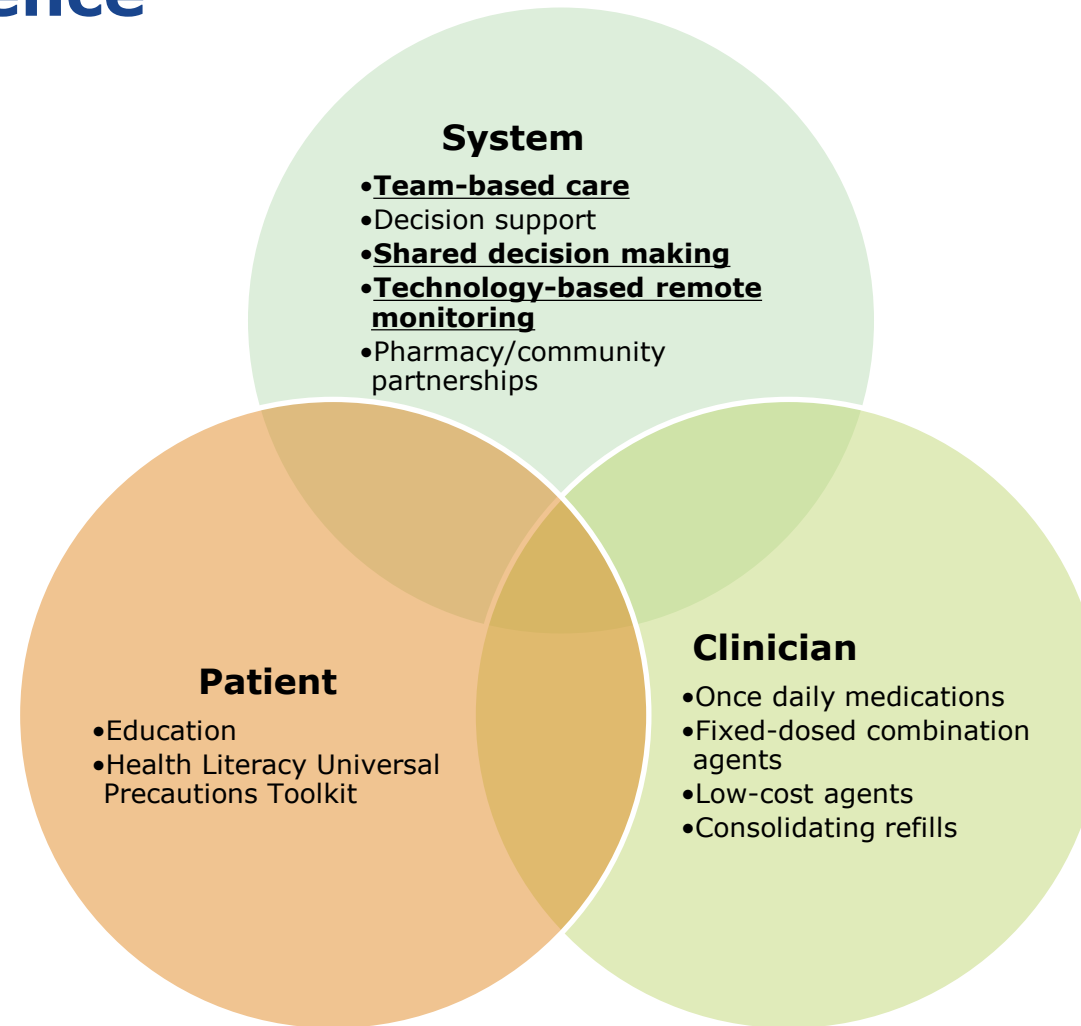 System
•Team-based care
•Decision support
•Shared decision making
•Technology-based remote
monitoring
•Pharmacy/community
partnerships
Patient
•Education
•Health Literacy Universal
Precautions Toolkit
Clinician
•Once daily medications
•Fixed-dosed combination
agents
•Low-cost agents
•Consolidating refills